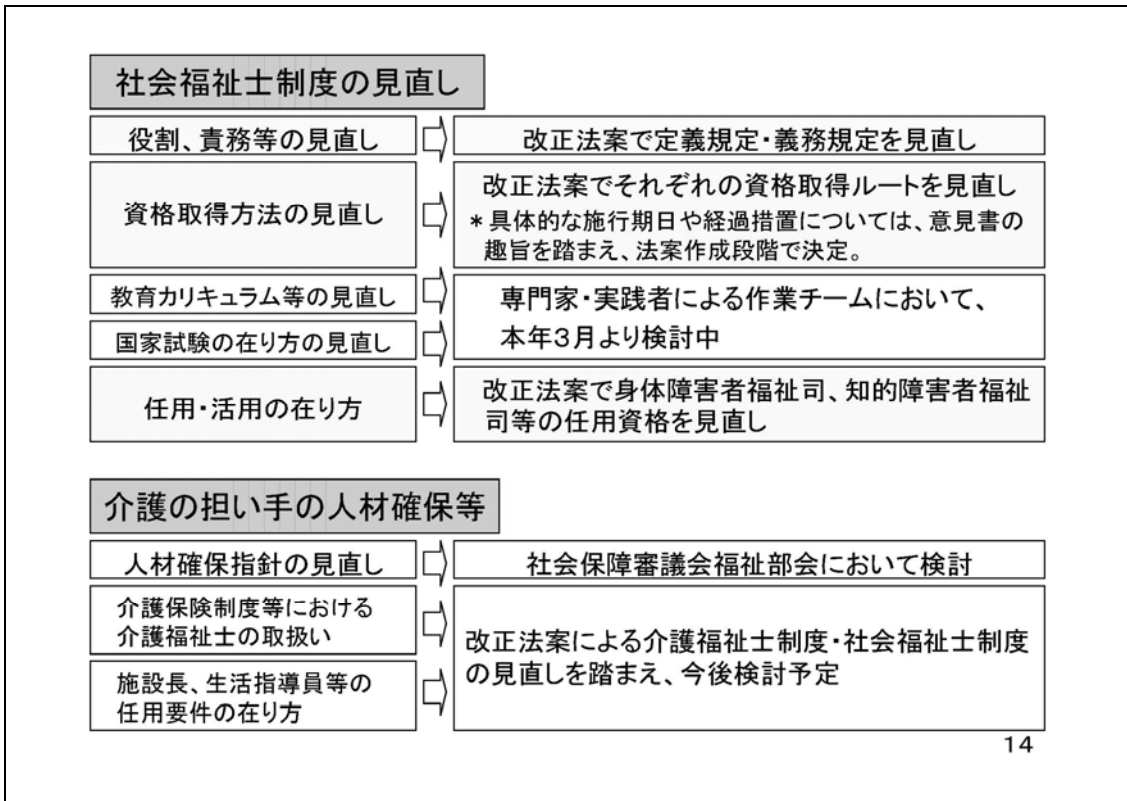 社会福祉士制度の見直し
役割、責務等の見直し
改正法案で定義規定・義務規定を見直し
資格取得方法の見直し
改正法案でそれぞれの資格取得ルートを見直し
＊具体的な施行期日や経過措置については、意見書の
趣旨を踏まえ、法案作成段階で決定。
教育カリキュラム等の見直し
国家試験の在り方の見直し
専門家・実践者による作業チームにおいて、
本年３月より検討中
任用・活用の在り方
改正法案で身体障害者福祉司、知的障害者福祉
司等の任用資格を見直し
介護の担い手の人材確保等
人材確保指針の見直し
社会保障審議会福祉部会において検討
介護保険制度等における
介護福祉士の取扱い
施設長、生活指導員等の
任用要件の在り方
改正法案による介護福祉士制度・社会福祉士制度
の見直しを踏まえ、今後検討予定
14